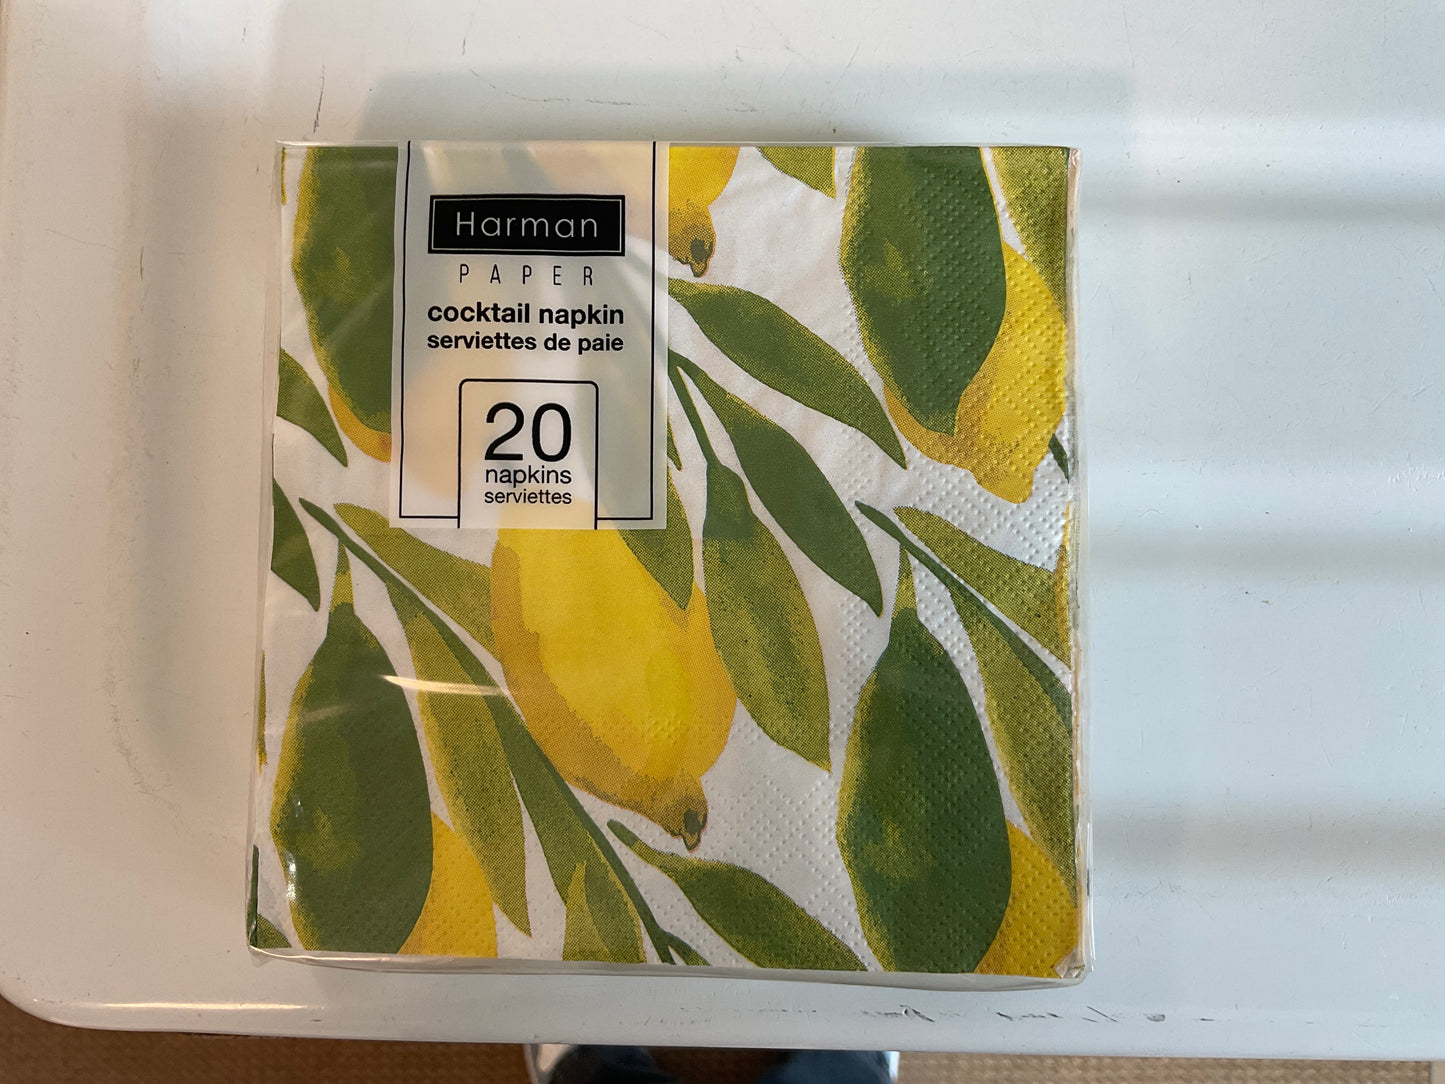 Harman
PAPER
cocktail napkin
serviettes de paie
20
napkins
serviettes